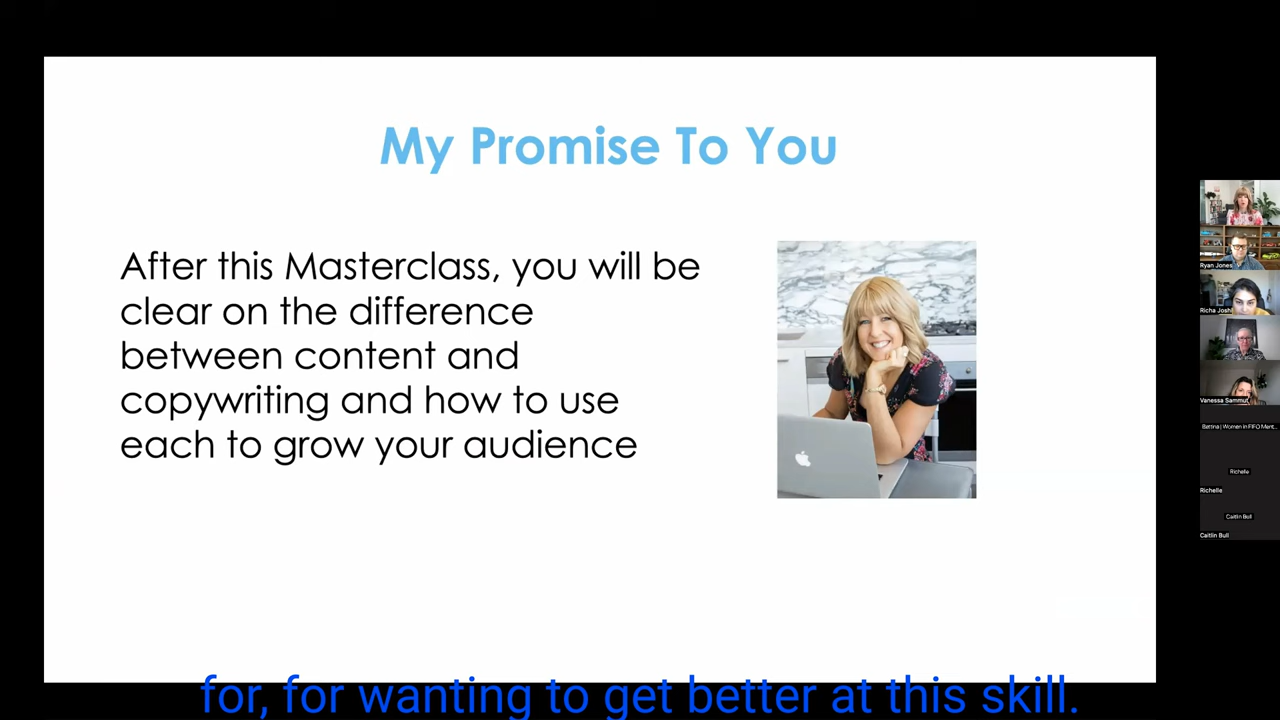 My Promise To You
After this Masterclass, you will be
clear on the difference
between content and
copywriting and how to use
each to grow your audience
Ryan Jones
Richa Joshi
Vanessa Sammut
Bettina | Women In FIFO Ment...
Richelle
Richelle
Caitlin Bull
Caitlin Bull
for, for wanting to get better at this skill.